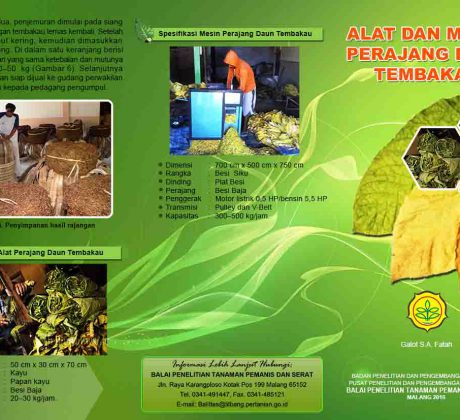 kua, penjemuran dimulai pada siang
gan tembakau lemas kembali. Setelah
kering, kemudian dimasukkan
ng. Di dalam satu keranjang berisi
an yang sama ketebalan dan mutunya
0–50 kg (Gambar 6). Selanjutnya
an siap dijual ke gudang perwakilan
kepada pedagang pengumpul.
Penyimpanan hasil rajangan
Alat Perajang Daun Tembakau
: 50 cm x 30 cm x 70 cm
: Kayu
: Papan kayu
: Besi Baja
: 20–30 kg/jam
Spesifikasi Mesin Perajang Daun Tembakau
• Dimensi : 700 cm x 500 cm x 750 cm
• Rangka : Besi Siku
• Dinding : Plat Besi
• Perajang : Besi Baja
• Penggerak : Motor listrik 0,5 HP/bensin 5,5 HP
• Transmisi : Pulley dan V-Belt
• Kapasitas : 300–500 kg/jam
Informasi Lebih Lanjut Hubungi:
BALAI PENELITIAN TANAMAN PEMANIS DAN SERAT
Jln. Raya Karangploso Kotak Pos 199 Malang 65152
Tel. 0341-491447, Fax. 0341-485121
E-mail: Balittas@litbang.pertanian.go.id
ALAT DAN M
PERAJANG
TEMBAKA
Galot S.A. Fatah
BADAN PENELITIAN DAN PENGEMBANGA
PUSAT PENELITIAN DAN PENGEMBANGA
BALAI PENELITIAN TANAMAN PEMAN
MALANG 2015